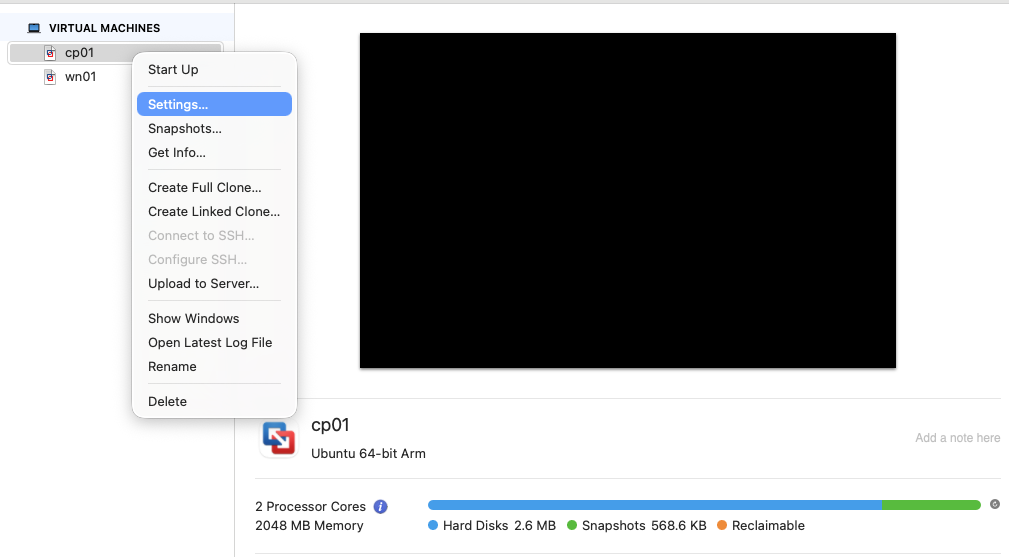 VIRTUAL MACHINES
cp01
wn01
Start Up
Settings...
Snapshots...
Get Info...
Create Full Clone...
Create Linked Clone...
Connect to SSH...
Configure SSH...
Upload to Server...
Show Windows
Open Latest Log File
Rename
Delete
cp01
Ubuntu 64-bit Arm
Add a note here
2 Processor Cores
2048 MB Memory
Hard Disks 2.6 MB Snapshots 568.6 KB Reclaimable